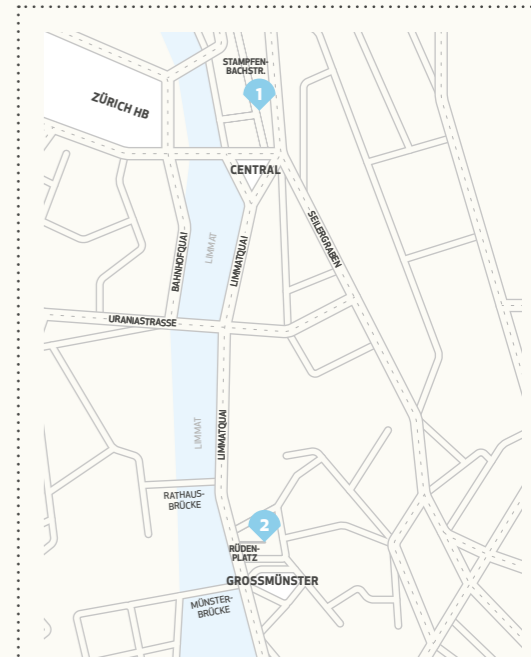 STAMPFEN-
BACHSTR.
1
ZÜRICH HB
CENTRAL
SEILERGRABEN
LIMMAT
LIMMATQUAI
BAHNHOFQUAI
URANIASTRASSE
LIMMAT
LIMMATQUAI
RATHAUS-
BRÜCKE
2
RÜDEN-
PLATZ
GROSSMÜNSTER
MÜNSTER-
BRÜCKE